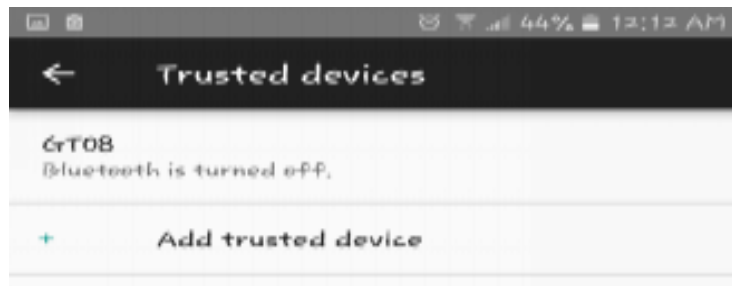 44% 12:12 AM
Trusted devices
GT08
Bluetooth is turned off.
Add trusted device